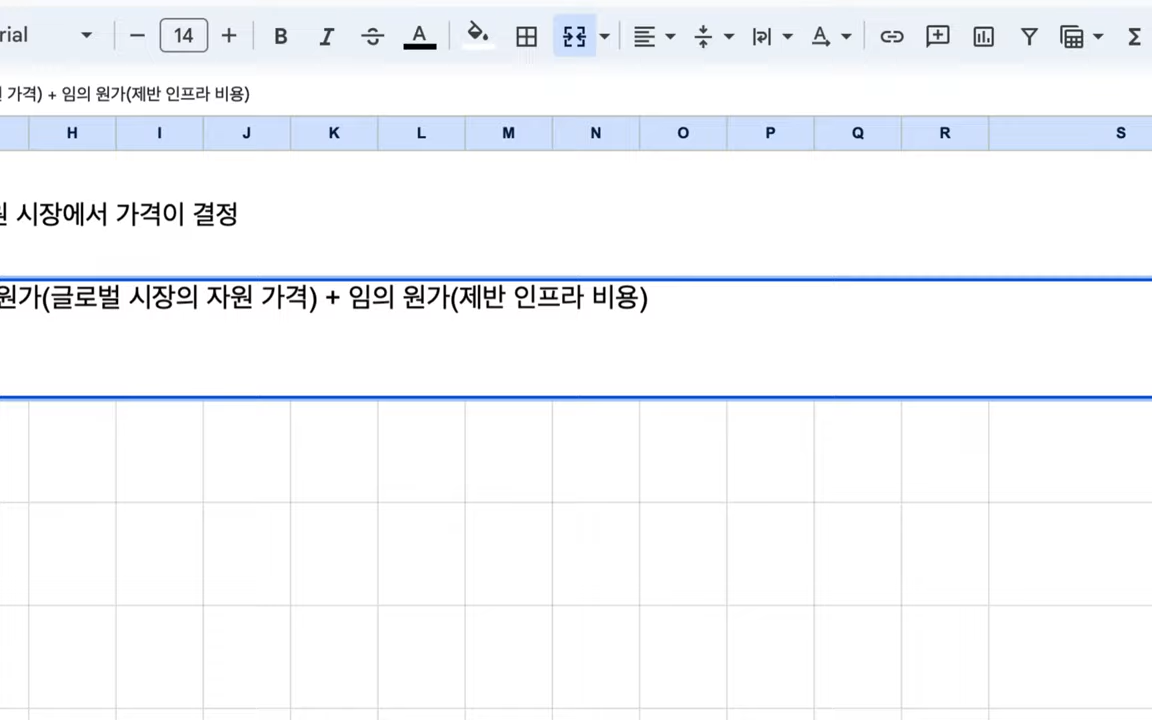 rial 14 B I S A A Σ
가격) + 임의 원가(제반 인프라 비용)
H I J K L M N O P Q R S
시장에서 가격이 결정
원가(글로벌 시장의 자원 가격) + 임의 원가(제반 인프라 비용)